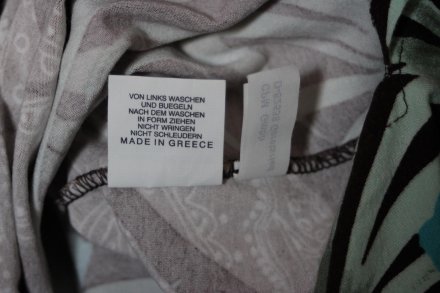 VON LINKS WASCHEN
UND BUEGELN
NACH DEM WASCHEN
IN FORM ZIEHEN
NICHT WRINGEN
NICHT SCHLEUDERN
MADE IN GREECE